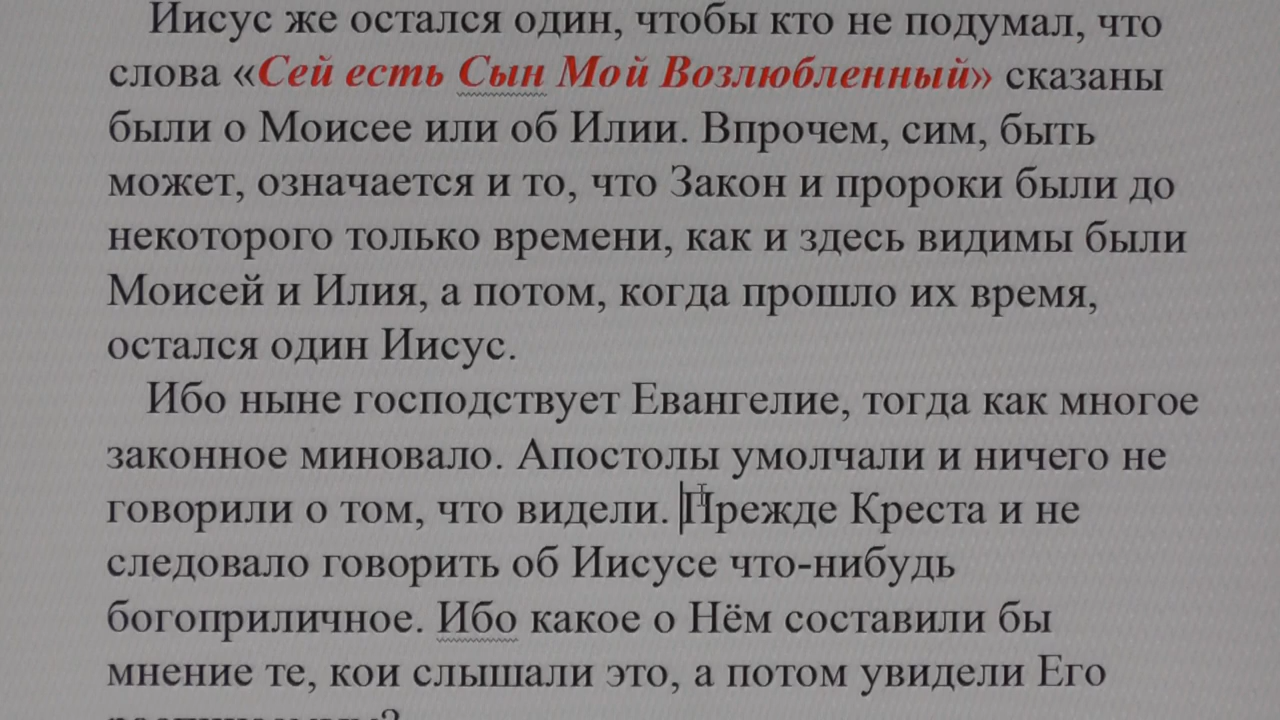 Иисус же остался один, чтобы кто не подумал, что
слова «Сей есть Сын Мой Возлюбленный» сказаны
были о Моисее или об Илии. Впрочем, сим, быть
может, означается и то, что Закон и пророки были до
некоторого только времени, как и здесь видимы были
Моисей и Илия, а потом, когда прошло их время,
остался один Иисус.
Ибо ныне господствует Евангелие, тогда как многое
законное миновало. Апостолы умолчали и ничего не
говорили о том, что видели. Прежде Креста и не
следовало говорить об Иисусе что-нибудь
богоприличное. Ибо какое о Нём составили бы
мнение те, кои слышали это, а потом увидели Его